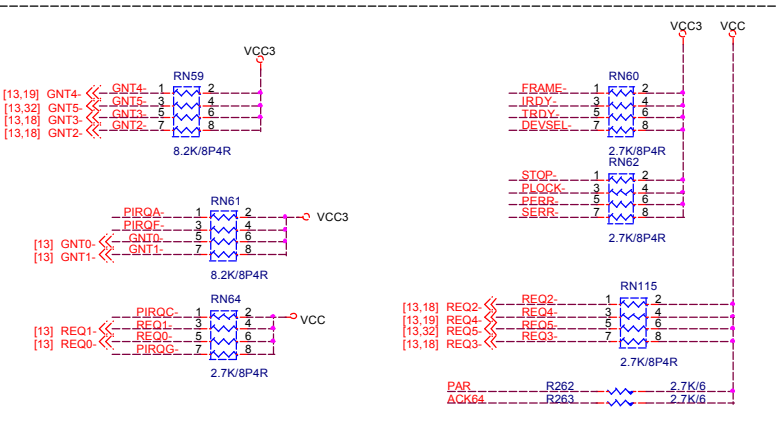 VCC3 VCC
VCC3
RN59
[13,19] GNT4- GNT4- 1 2
[13,32] GNT5- GNT5- 3 4
[13,18] GNT3- GNT3- 5 6
[13,18] GNT2- GNT2- 7 8
8.2K/8P4R
RN60
FRAME- 1 2
IRDY- 3 4
TRDY- 5 6
DEVSEL- 7 8
2.7K/8P4R
RN62
STOP- 1 2
PLOCK- 3 4
PERR- 5 6
SERR- 7 8
2.7K/8P4R
RN61
PIRQA- 1 2 VCC3
PIRQF- 3 4
[13] GNT0- GNT0- 5 6
[13] GNT1- GNT1- 7 8
8.2K/8P4R
RN64
PIRQC- 1 2 VCC
[13] REQ1- REQ1- 3 4
[13] REQ0- REQ0- 5 6
PIRQG- 7 8
2.7K/8P4R
RN115
[13,18] REQ2- REQ2- 1 2
[13,19] REQ4- REQ4- 3 4
[13,32] REQ5- REQ5- 5 6
[13,18] REQ3- REQ3- 7 8
2.7K/8P4R
PAR R262 2.7K/6
ACK64 R263 2.7K/6